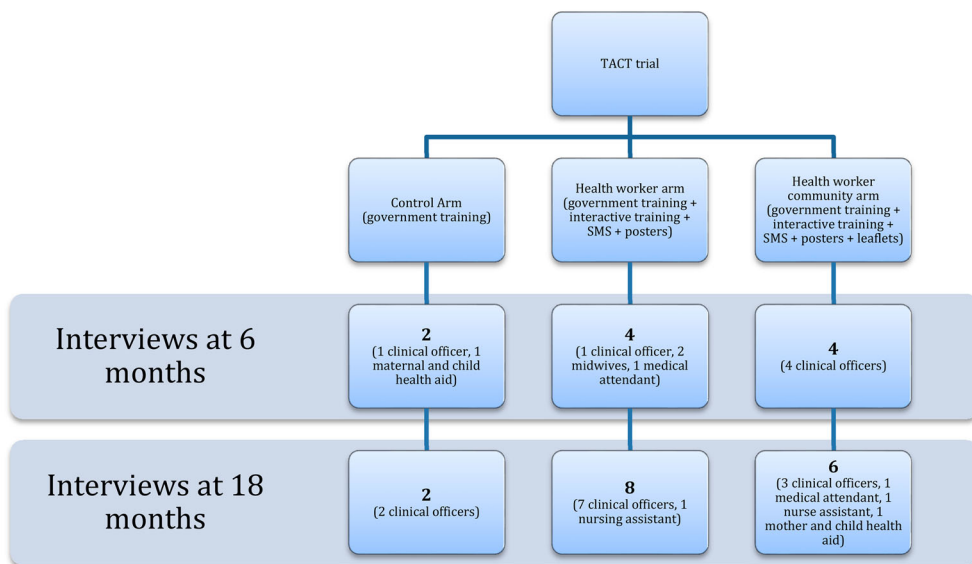 TACT trial
Control Arm
(government training)
Health worker arm
(government training +
interactive training +
SMS + posters)
Health worker
community arm
(government training +
interactive training +
SMS + posters + leaflets)
Interviews at 6
months
2
(1 clinical officer, 1
maternal and child
health aid)
4
(1 clinical officer, 2
midwives, 1 medical
attendant)
4
(4 clinical officers)
Interviews at 18
months
2
(2 clinical officers)
8
(7 clinical officers, 1
nursing assistant)
6
(3 clinical officers, 1
medical attendant, 1
nurse assistant, 1
mother and child health
aid)